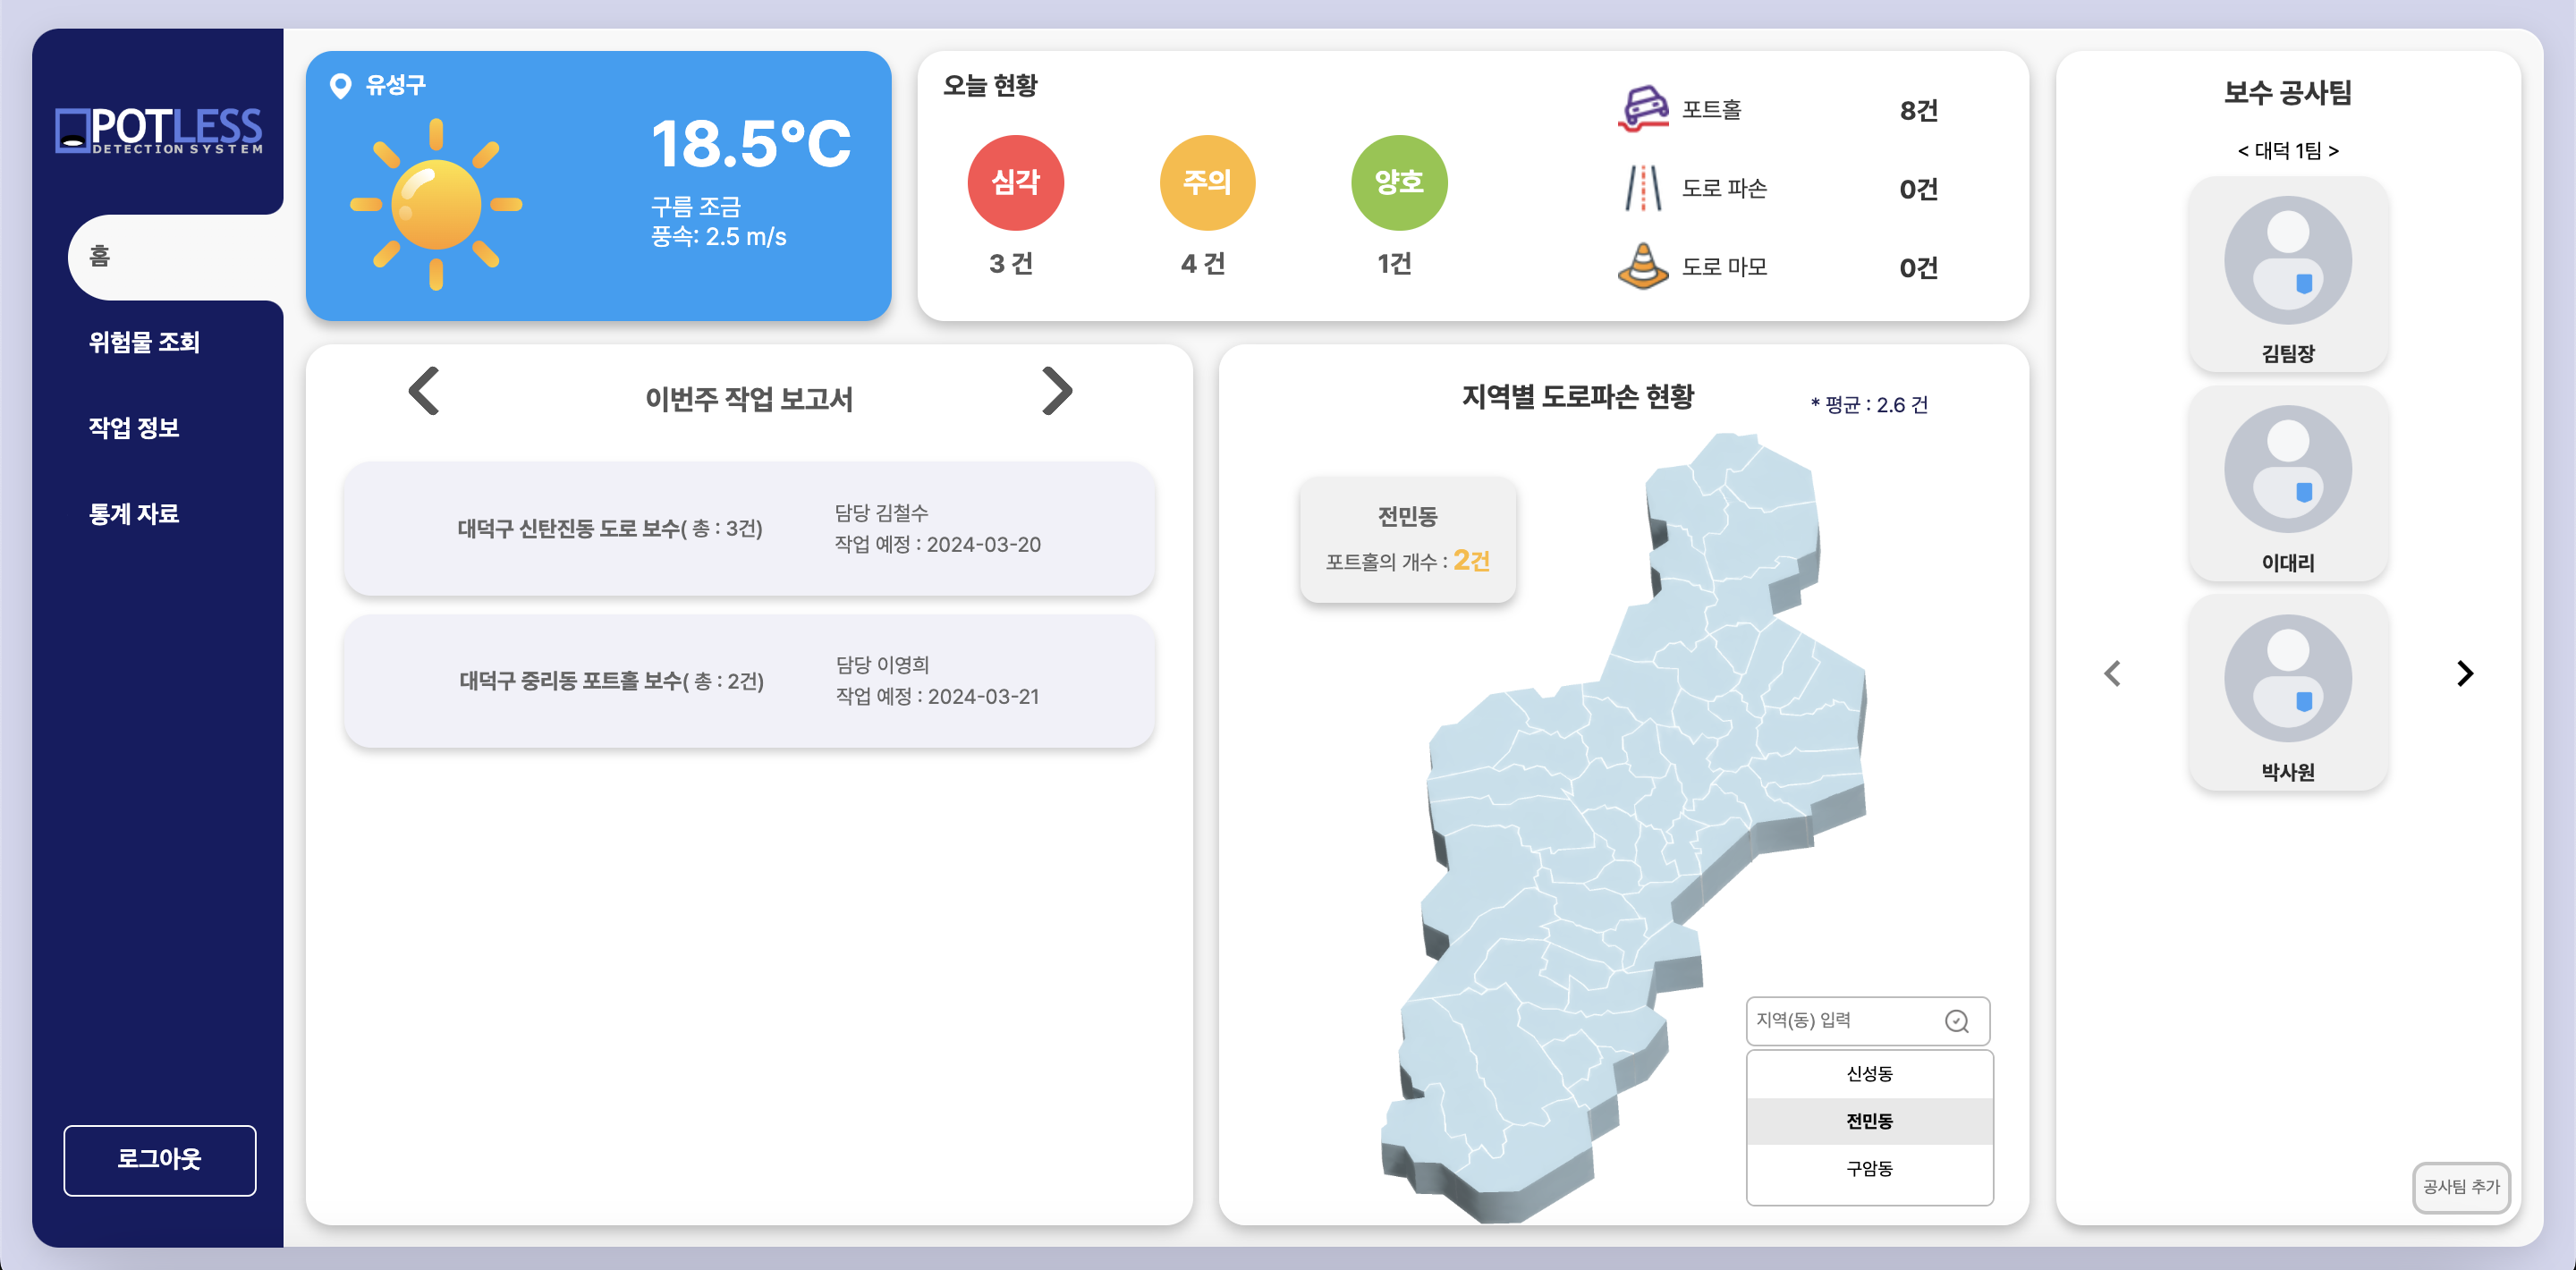 POTLESS
DETECTION SYSTEM
홈
위험물 조회
작업 정보
통계 자료
로그아웃
유성구
18.5°C
구름 조금
풍속: 2.5 m/s
오늘 현황
심각
주의
양호
3 건
4 건
1건
포트홀 8건
도로 파손 0건
도로 마모 0건
이번주 작업 보고서
대덕구 신탄진동 도로 보수( 총 : 3건)
담당 김철수
작업 예정 : 2024-03-20
대덕구 중리동 포트홀 보수( 총 : 2건)
담당 이영희
작업 예정 : 2024-03-21
지역별 도로파손 현황
* 평균 : 2.6 건
전민동
포트홀의 개수 : 2건
지역(동) 입력
신성동
전민동
구암동
보수 공사팀
< 대덕 1팀 >
김팀장
이대리
박사원
공사팀 추가